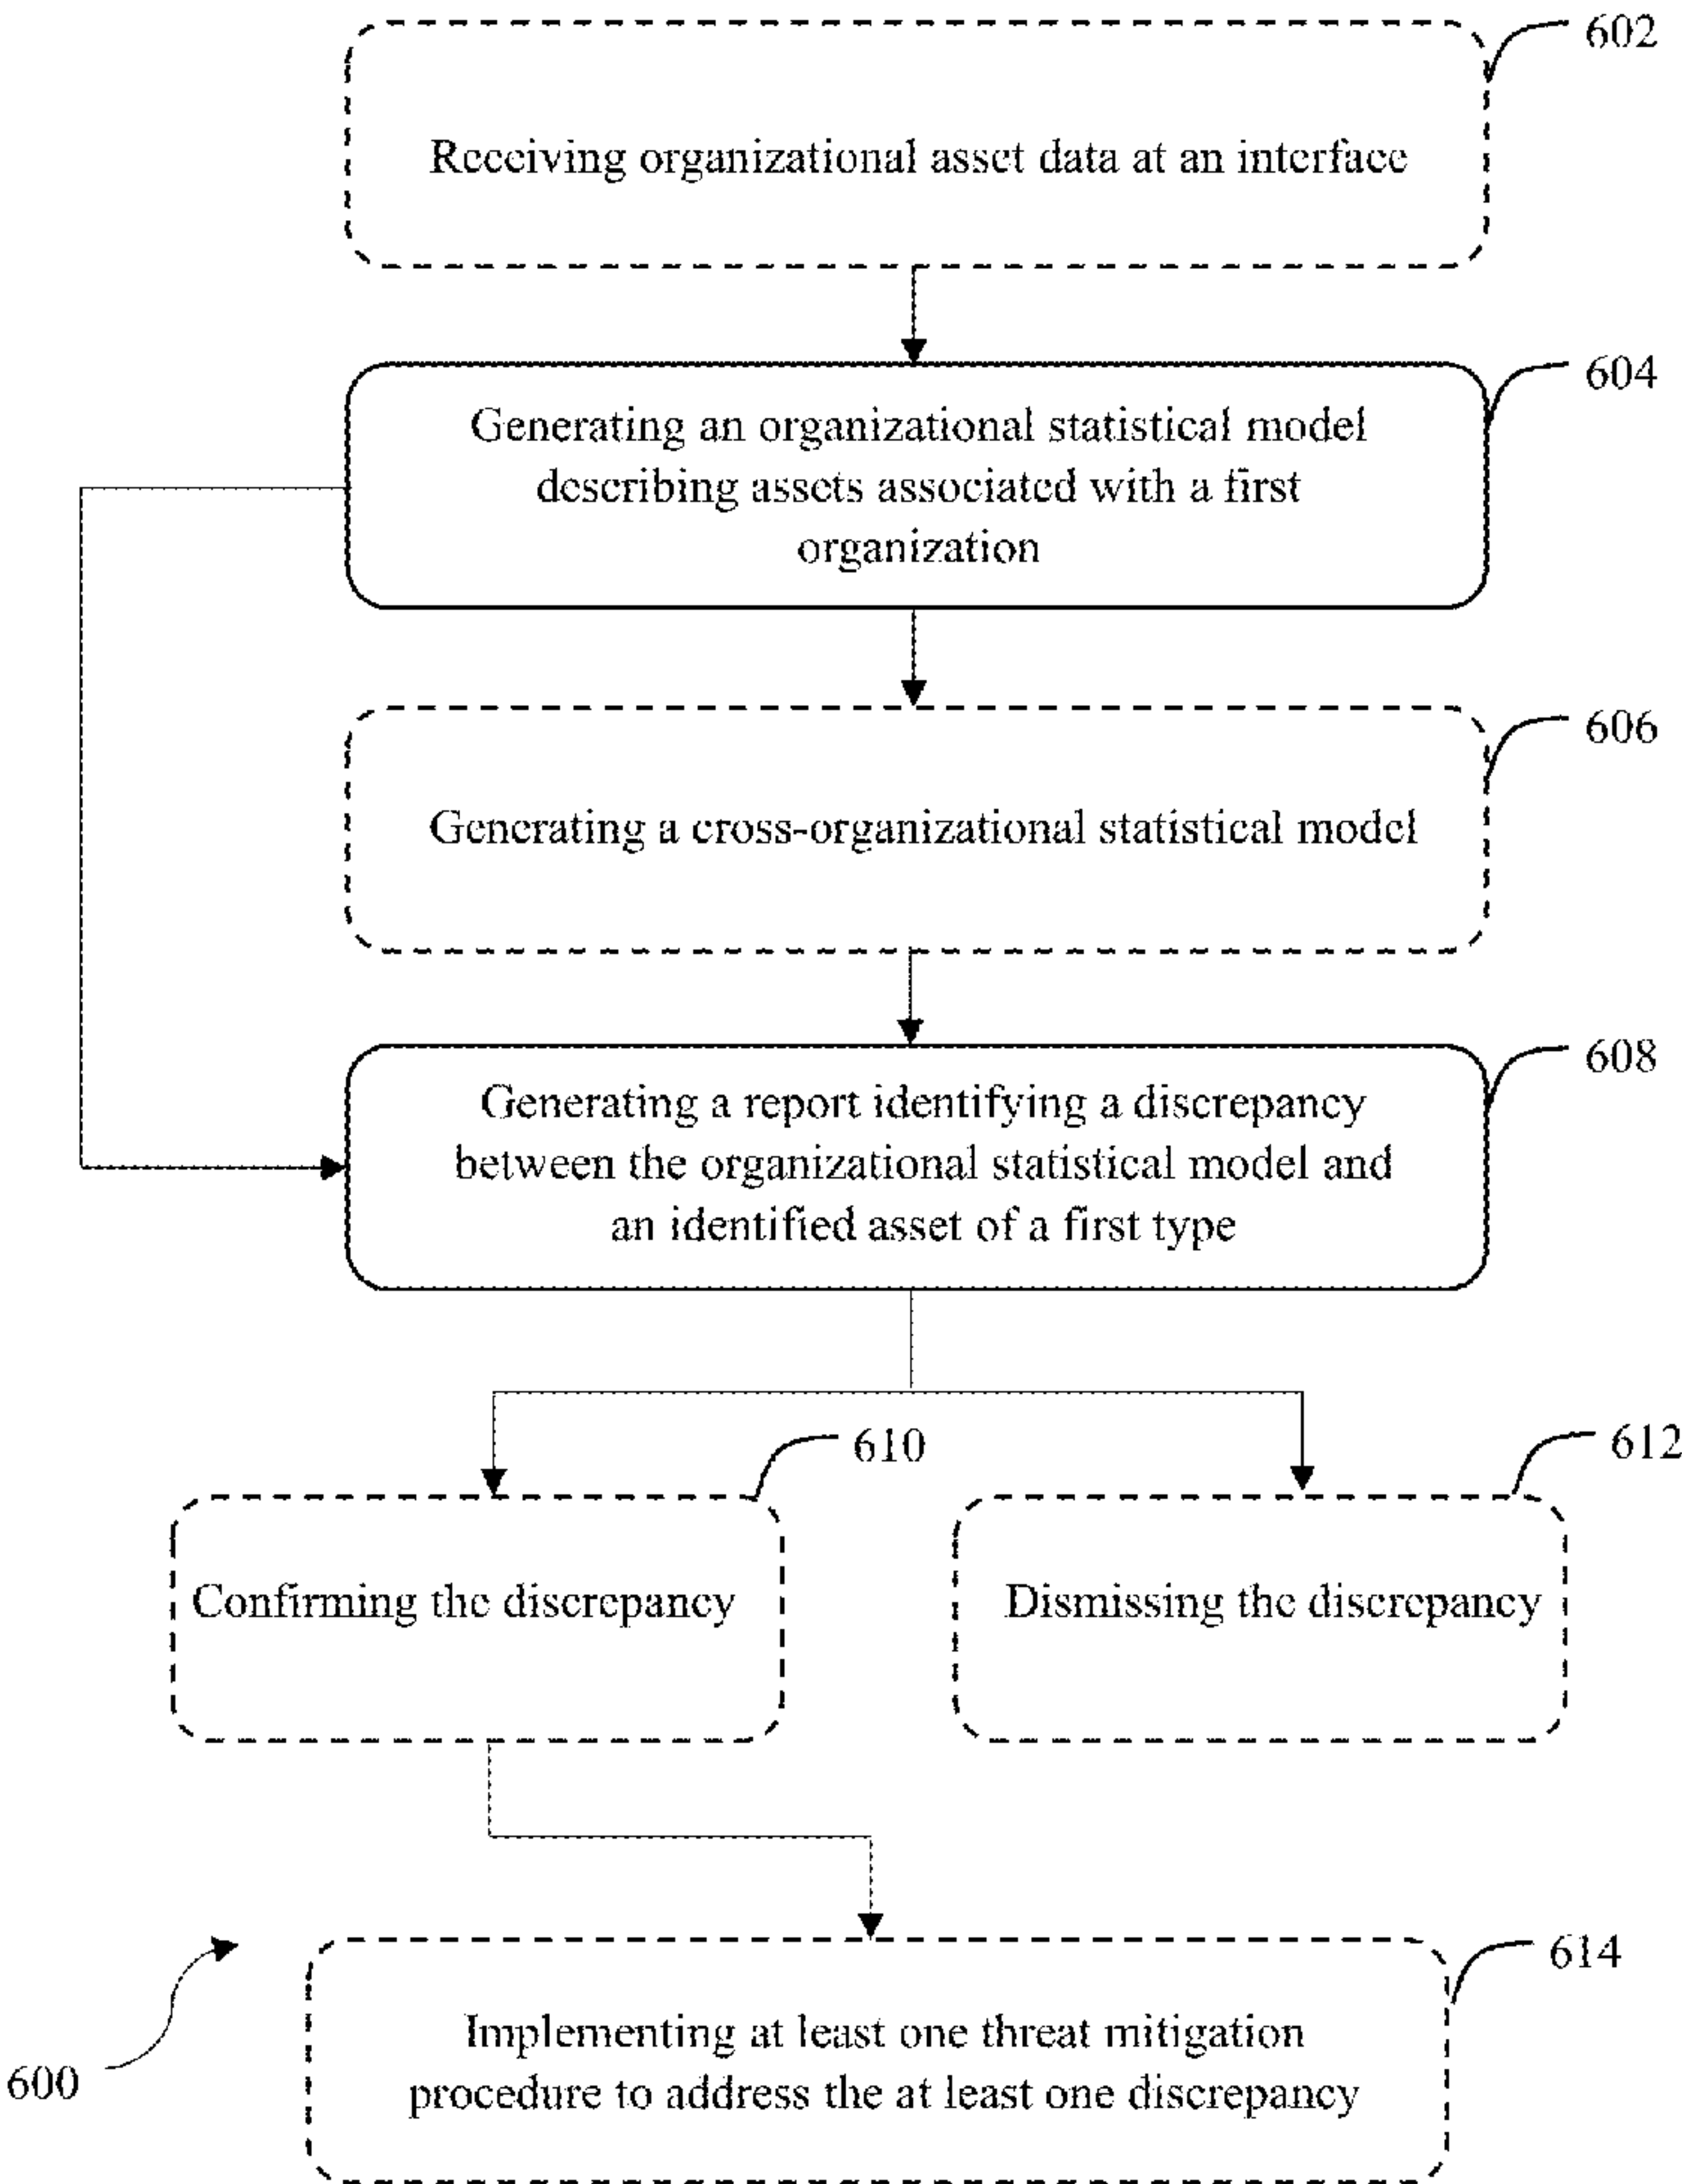 602
Receiving organizational asset data at an interface
604
Generating an organizational statistical model
describing assets associated with a first
organization
606
Generating a cross-organizational statistical model
608
Generating a report identifying a discrepancy
between the organizational statistical model and
an identified asset of a first type
610
612
Confirming the discrepancy
Dismissing the discrepancy
614
Implementing at least one threat mitigation
procedure to address the at least one discrepancy
600